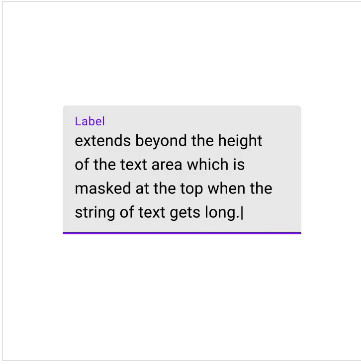 Label
extends beyond the height
of the text area which is
masked at the top when the
string of text gets long.